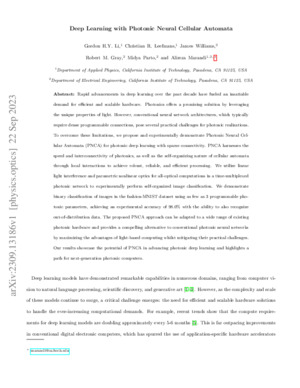 Deep Learning with Photonic Neural Cellular Automata
Gordon H.Y. Li,1 Christian R. Leefmans,1 James Williams,2
Robert M. Gray,2 Midya Parto,2 and Alireza Marandi1, 2, *
1Department of Applied Physics, California Institute of Technology, Pasadena, CA 91125, USA
2Department of Electrical Engineering, California Institute of Technology, Pasadena, CA 91125, USA
Abstract: Rapid advancements in deep learning over the past decade have fueled an insatiable
demand for efficient and scalable hardware. Photonics offers a promising solution by leveraging
the unique properties of light. However, conventional neural network architectures, which typically
require dense programmable connections, pose several practical challenges for photonic realizations.
To overcome these limitations, we propose and experimentally demonstrate Photonic Neural Cel-
lular Automata (PNCA) for photonic deep learning with sparse connectivity. PNCA harnesses the
speed and interconnectivity of photonics, as well as the self-organizing nature of cellular automata
through local interactions to achieve robust, reliable, and efficient processing. We utilize linear
light interference and parametric nonlinear optics for all-optical computations in a time-multiplexed
photonic network to experimentally perform self-organized image classification. We demonstrate
binary classification of images in the fashion-MNIST dataset using as few as 3 programmable pho-
tonic parameters, achieving an experimental accuracy of 98.0% with the ability to also recognize
out-of-distribution data. The proposed PNCA approach can be adapted to a wide range of existing
photonic hardware and provides a compelling alternative to conventional photonic neural networks
by maximizing the advantages of light-based computing whilst mitigating their practical challenges.
Our results showcase the potential of PNCA in advancing photonic deep learning and highlights a
path for next-generation photonic computers.
Deep learning models have demonstrated remarkable capabilities in numerous domains, ranging from computer vi-
sion to natural language processing, scientific discovery, and generative art [1–4]. However, as the complexity and scale
of these models continue to surge, a critical challenge emerges: the need for efficient and scalable hardware solutions
to handle the ever-increasing computational demands. For example, recent trends show that the compute require-
ments for deep learning models are doubling approximately every 5-6 months [5]. This is far outpacing improvements
in conventional digital electronic computers, which has spurred the use of application-specific hardware accelerators
* marandi@caltech.edu
arXiv:2309.13186v1 [physics.optics] 22 Sep 2023